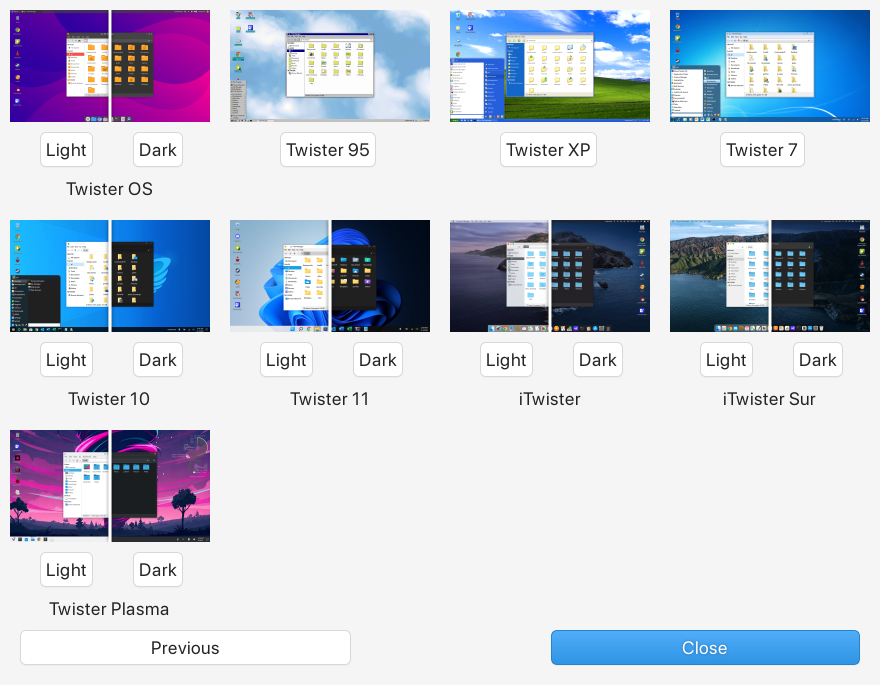 Light Dark Twister 95 Twister XP Twister 7
Twister OS
Light Dark Light Dark Light Dark Light Dark
Twister 10 Twister 11 iTwister iTwister Sur
Light Dark
Twister Plasma
Previous Close